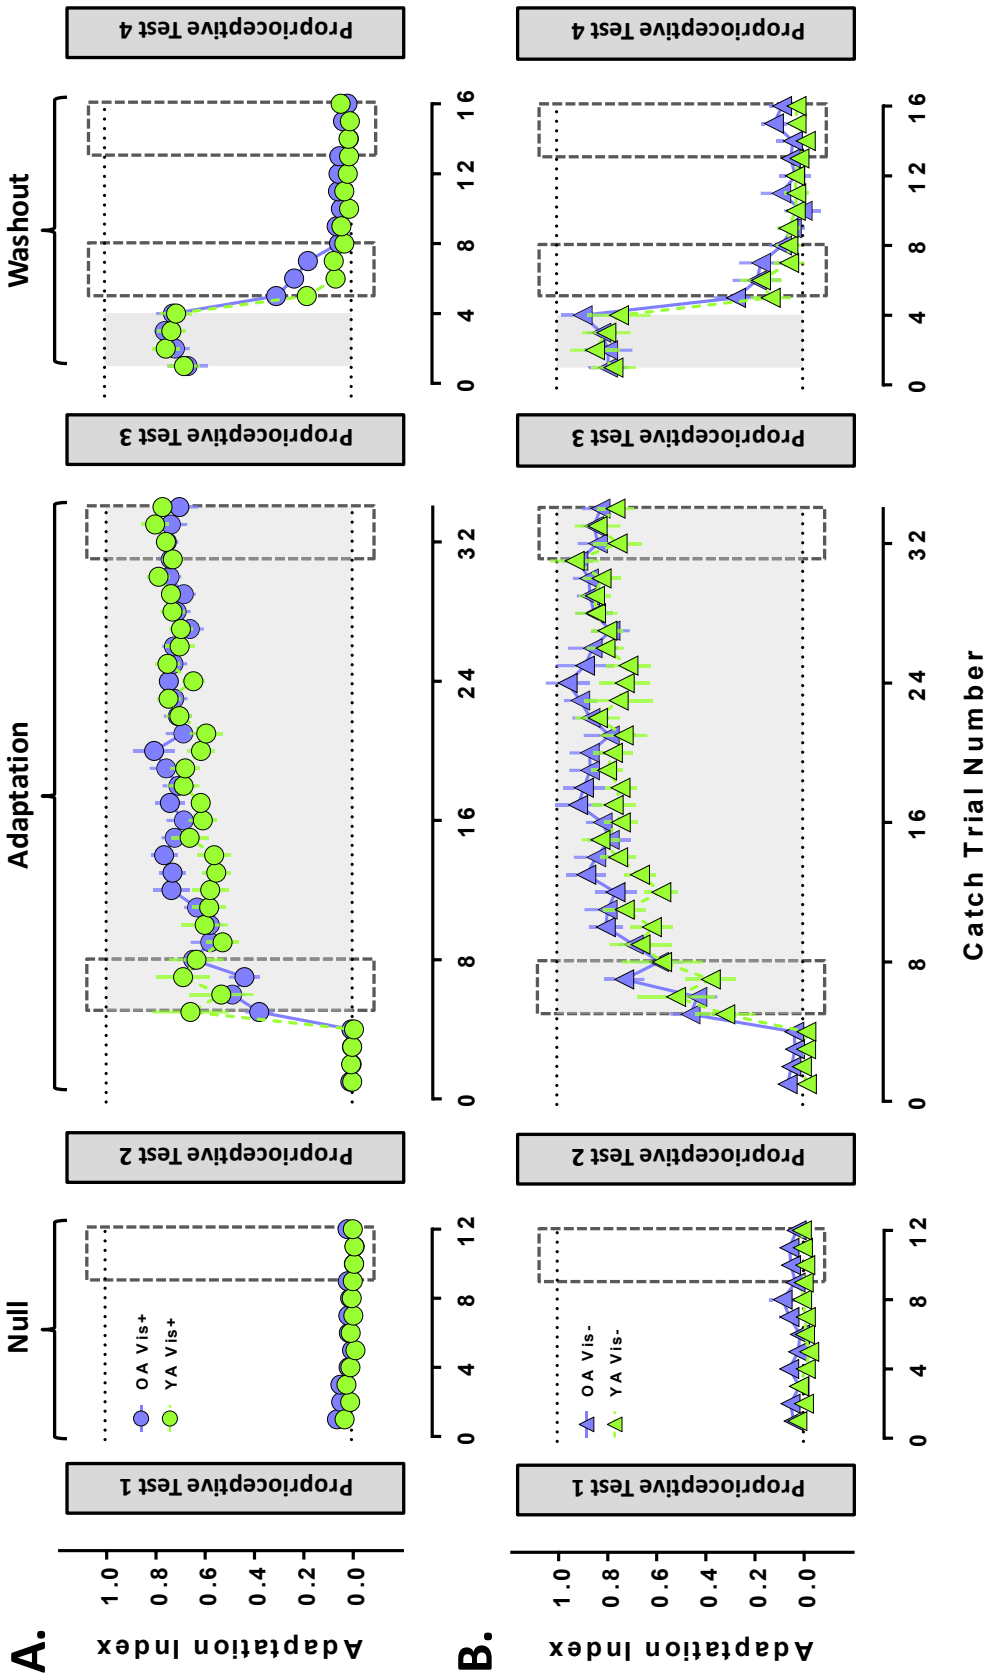 A.
Null
Adaptation
Washout
Adaptation Index
1.0
0.8
0.6
0.4
0.2
0.0
Proprioceptive Test 1
OA Vis+
YA Vis+
0 4 8 12
Proprioceptive Test 2
0 8 16 24 32
Proprioceptive Test 3
0 4 8 12 16
Proprioceptive Test 4
B.
Adaptation Index
1.0
0.8
0.6
0.4
0.2
0.0
Proprioceptive Test 1
OA Vis-
YA Vis-
0 4 8 12
Proprioceptive Test 2
0 8 16 24 32
Proprioceptive Test 3
0 4 8 12 16
Proprioceptive Test 4
Catch Trial Number